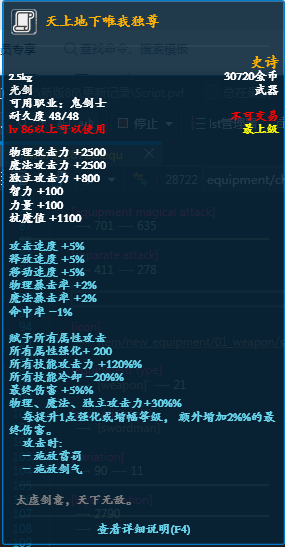 天上地下唯我独尊
史诗
2.5kg
30720金币
光剑
武器
可用职业：鬼剑士
耐久度 48/48
不可交易
lv 86以上可以使用
最上级
物理攻击力 +2500
魔法攻击力 +2500
独立攻击力 +800
智力 +100
力量 +100
抗魔值 +1100
攻击速度 +5%
释放速度 +5%
移动速度 +5%
物理暴击率 +2%
魔法暴击率 +2%
命中率 -1%
赋予所有属性攻击
所有属性强化+ 200
所有技能攻击力 +120%%
所有技能冷却 -20%%
最终伤害 +5%%
物理、魔法、独立攻击力+30%%
每提升1点强化或增幅等级， 额外增加2%%的最
终伤害。
攻击时:
- 施放雷罚
- 施放剑气
太虚剑意，天下无敌。
查看详细说明(F4)